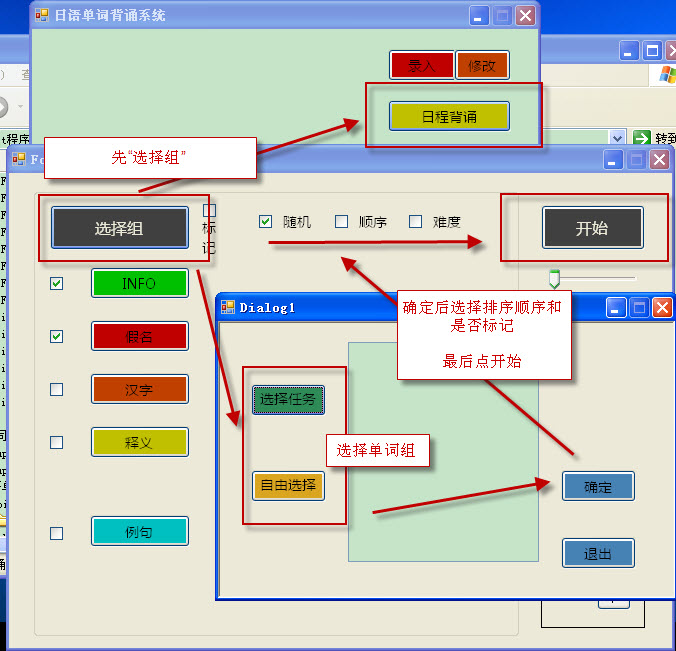 日语单词背诵系统
录入
修改
日程背诵
t程序
转到
先“选择组”
选择组
标
记
随机
顺序
难度
开始
INFO
假名
汉字
释义
例句
Dialog1
确定后选择排序顺序和
是否标记
最后点开始
选择任务
选择单词组
自由选择
确定
退出